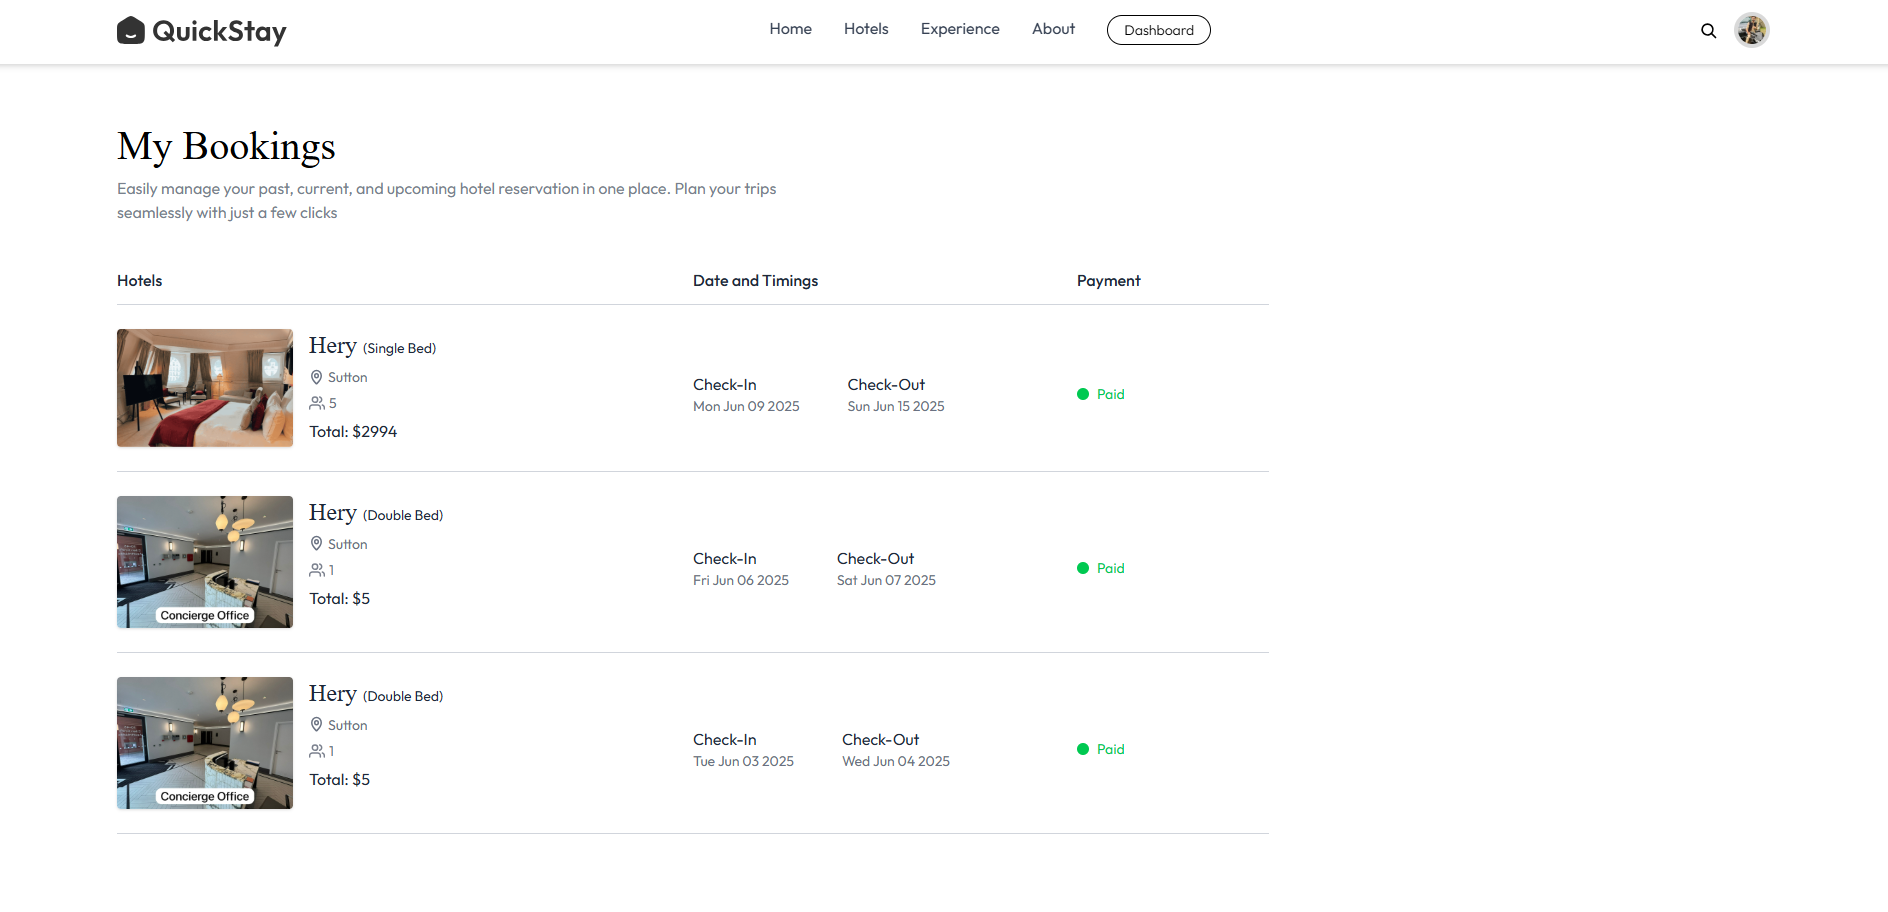 QuickStay
Home Hotels Experience About Dashboard
My Bookings
Easily manage your past, current, and upcoming hotel reservation in one place. Plan your trips
seamlessly with just a few clicks
Hotels Date and Timings Payment
Hery (Single Bed)
Sutton
5
Total: $2994
Check-In Check-Out
Mon Jun 09 2025 Sun Jun 15 2025
Paid
Concierge Office
Hery (Double Bed)
Sutton
1
Total: $5
Check-In Check-Out
Fri Jun 06 2025 Sat Jun 07 2025
Paid
Concierge Office
Hery (Double Bed)
Sutton
1
Total: $5
Check-In Check-Out
Tue Jun 03 2025 Wed Jun 04 2025
Paid